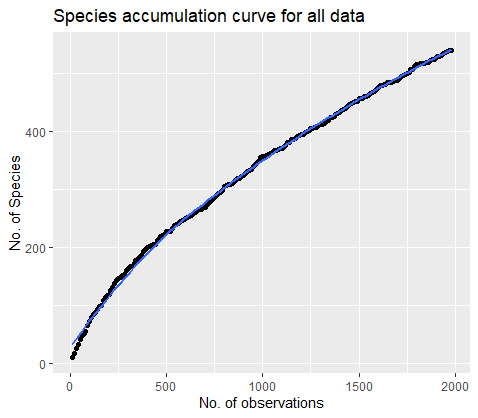 Species accumulation curve for all data
No. of Species
400
200
0
0 500 1000 1500 2000
No. of observations